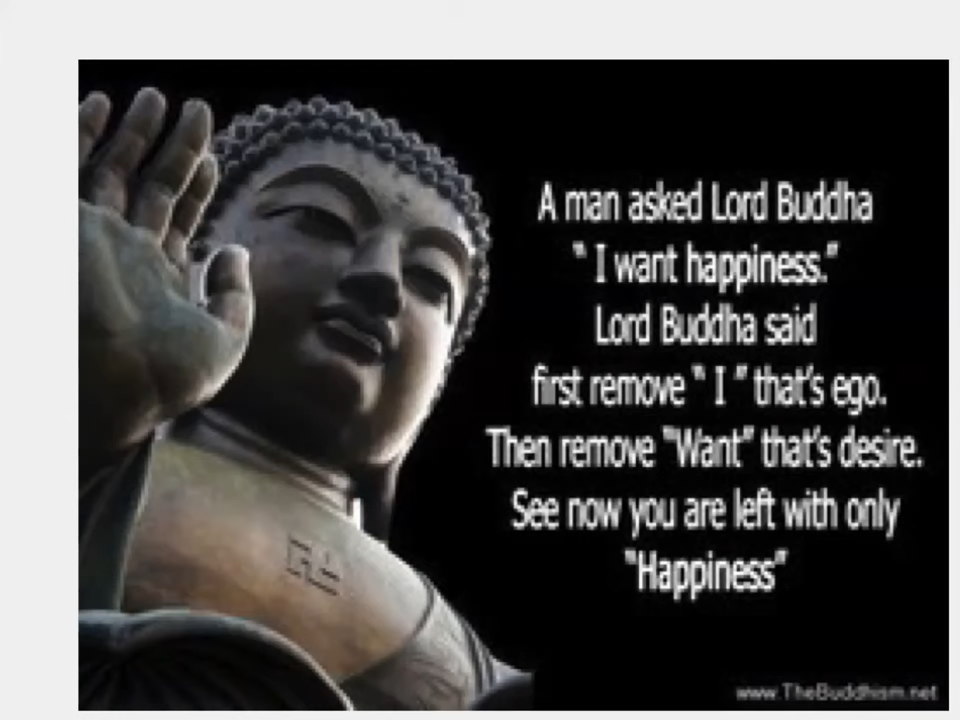 A man asked Lord Buddha
“ I want happiness.”
Lord Buddha said
first remove “ I ” that’s ego.
Then remove “Want” that’s desire.
See now you are left with only
“Happiness”
www.TheBuddhism.net